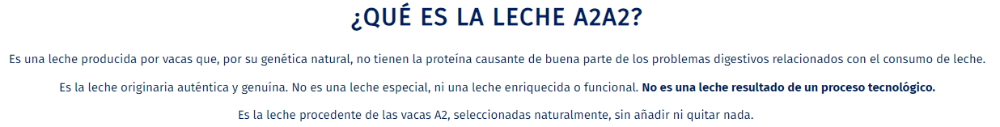 ¿QUÉ ES LA LECHE A2A2?
Es una leche producida por vacas que, por su genética natural, no tienen la proteína causante de buena parte de los problemas digestivos relacionados con el consumo de leche.
Es la leche originaria auténtica y genuína. No es una leche especial, ni una leche enriquecida o funcional. No es una leche resultado de un proceso tecnológico.
Es la leche procedente de las vacas A2, seleccionadas naturalmente, sin añadir ni quitar nada.